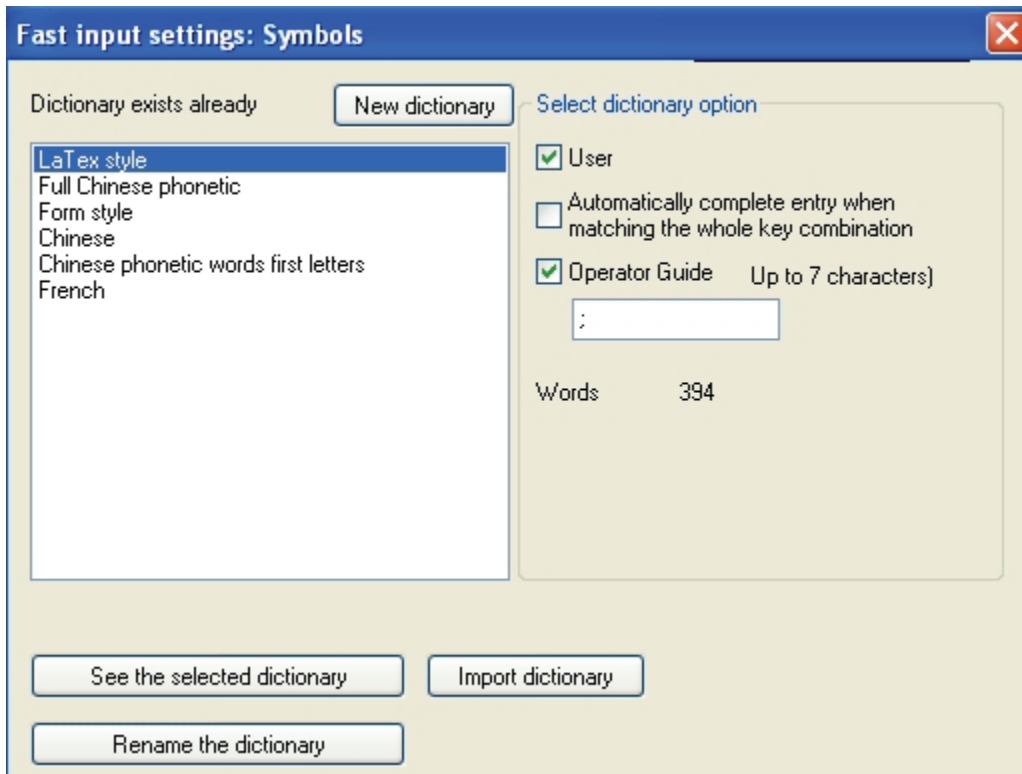 Fast input settings: Symbols
Dictionary exists already
New dictionary
LaTex style
Full Chinese phonetic
Form style
Chinese
Chinese phonetic words first letters
French
Select dictionary option
User
Automatically complete entry when
matching the whole key combination
Operator Guide Up to 7 characters)
;
Words 394
See the selected dictionary
Import dictionary
Rename the dictionary